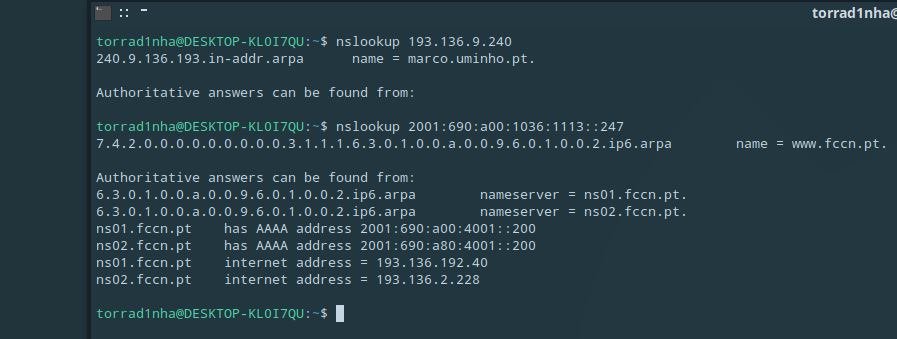 torrad1nha@
torrad1nha@DESKTOP-KL0I7QU:~$ nslookup 193.136.9.240
240.9.136.193.in-addr.arpa name = marco.uminho.pt.
Authoritative answers can be found from:
torrad1nha@DESKTOP-KL0I7QU:~$ nslookup 2001:690:a00:1036:1113::247
7.4.2.0.0.0.0.0.0.0.0.0.3.1.1.1.6.3.0.1.0.0.a.0.0.9.6.0.1.0.0.2.ip6.arpa name = www.fccn.pt.
Authoritative answers can be found from:
6.3.0.1.0.0.a.0.0.9.6.0.1.0.0.2.ip6.arpa nameserver = ns01.fccn.pt.
6.3.0.1.0.0.a.0.0.9.6.0.1.0.0.2.ip6.arpa nameserver = ns02.fccn.pt.
ns01.fccn.pt has AAAA address 2001:690:a00:4001::200
ns02.fccn.pt has AAAA address 2001:690:a80:4001::200
ns01.fccn.pt internet address = 193.136.192.40
ns02.fccn.pt internet address = 193.136.2.228
torrad1nha@DESKTOP-KL0I7QU:~$